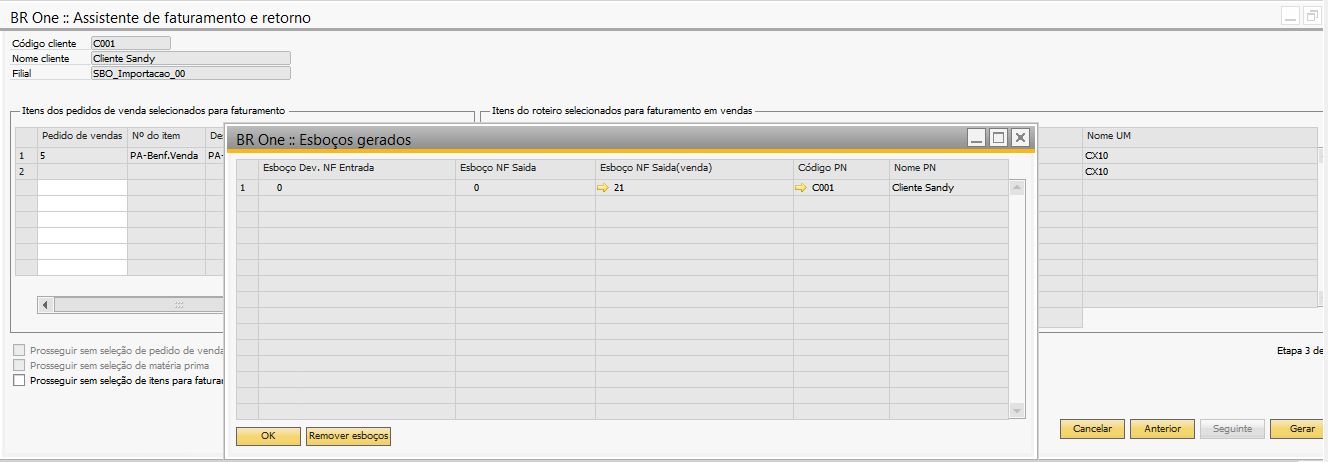 BR One :: Assistente de faturamento e retorno
Código cliente C001
Nome cliente Cliente Sandy
Filial SBO_Importacao_00
Itens dos pedidos de venda selecionados para faturamento
Itens do roteiro selecionados para faturamento em vendas
Pedido de vendas Nº do item
1 5 PA-Benf.Venda PA-
2
Nome UM
CX10
CX10
BR One :: Esboços gerados
Esboço Dev. NF Entrada Esboço NF Saida Esboço NF Saida(venda) Código PN Nome PN
1 0 0 21 C001 Cliente Sandy
OK Remover esboços
Prosseguir sem seleção de pedido de venda
Prosseguir sem seleção de matéria prima
Prosseguir sem seleção de itens para fatura
Etapa 3 de
Cancelar Anterior Seguinte Gerar